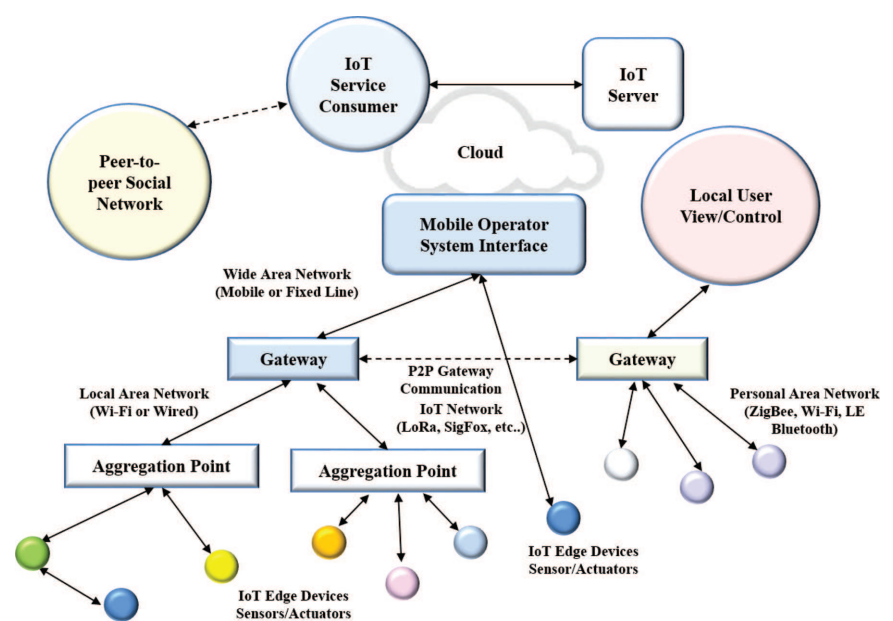 IoT
Service
Consumer
IoT
Server
Peer-to-
peer Social
Network
Cloud
Local User
View/Control
Mobile Operator
System Interface
Wide Area Network
(Mobile or Fixed Line)
Gateway
Gateway
P2P Gateway
Communication
Local Area Network
(Wi-Fi or Wired)
IoT Network
(LoRa, SigFox, etc..)
Personal Area Network
(ZigBee, Wi-Fi, LE
Bluetooth)
Aggregation Point
Aggregation Point
IoT Edge Devices
Sensor/Actuators
IoT Edge Devices
Sensors/Actuators